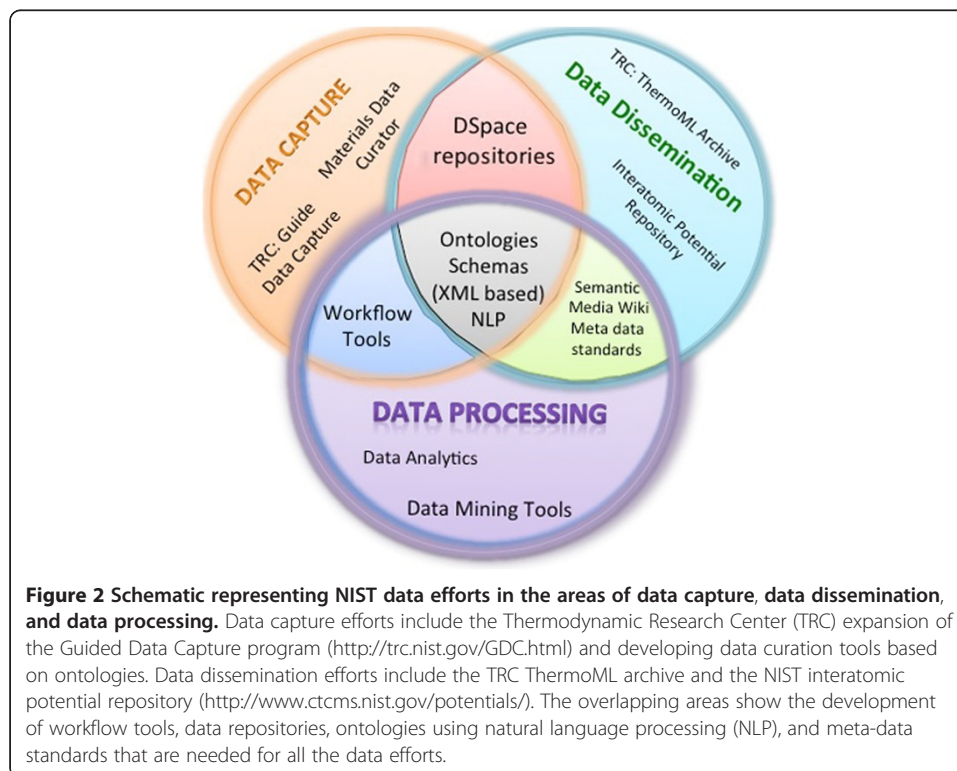 DATA CAPTURE
Materials Data
Curator
TRC: Guide
Data Capture
DSpace
repositories
TRC: ThermoML Archive
Data Dissemination
Interatomic Potential
Repository
Ontologies
Schemas
(XML based)
NLP
Workflow
Tools
Semantic
Media Wiki
Meta data
standards
DATA PROCESSING
Data Analytics
Data Mining Tools
Figure 2 Schematic representing NIST data efforts in the areas of data capture, data dissemination,
and data processing. Data capture efforts include the Thermodynamic Research Center (TRC) expansion of
the Guided Data Capture program (http://trc.nist.gov/GDC.html) and developing data curation tools based
on ontologies. Data dissemination efforts include the TRC ThermoML archive and the NIST interatomic
potential repository (http://www.ctcms.nist.gov/potentials/). The overlapping areas show the development
of workflow tools, data repositories, ontologies using natural language processing (NLP), and meta-data
standards that are needed for all the data efforts.